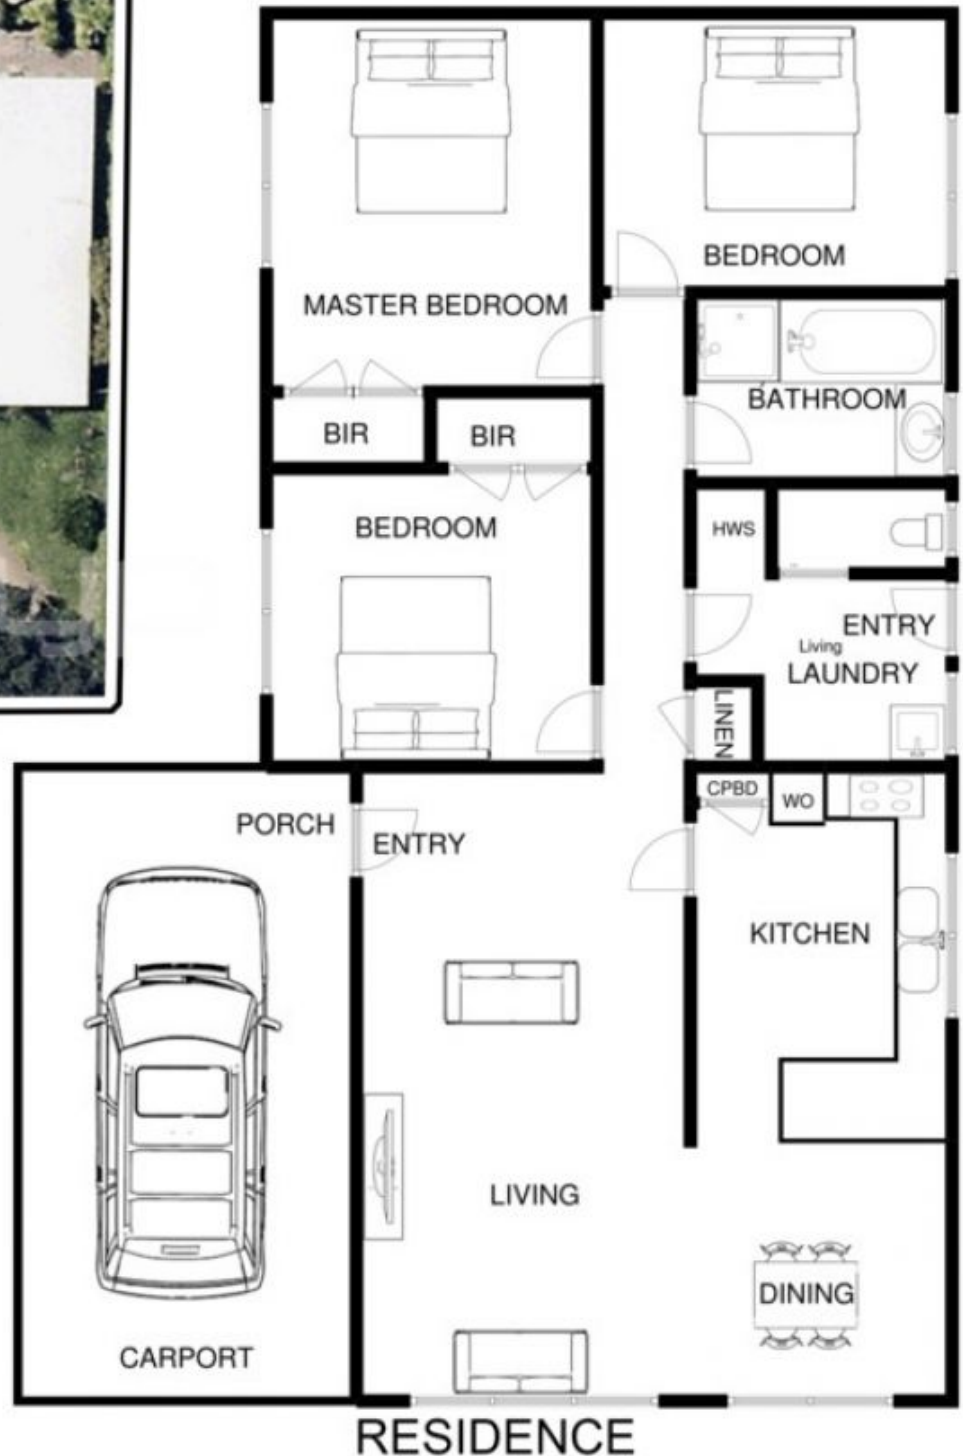 BEDROOM
MASTER BEDROOM
BATHROOM
BIR
BIR
BEDROOM
HWS
ENTRY
Living
LAUNDRY
LINEN
CPBD
WO
PORCH
ENTRY
KITCHEN
LIVING
DINING
CARPORT
RESIDENCE